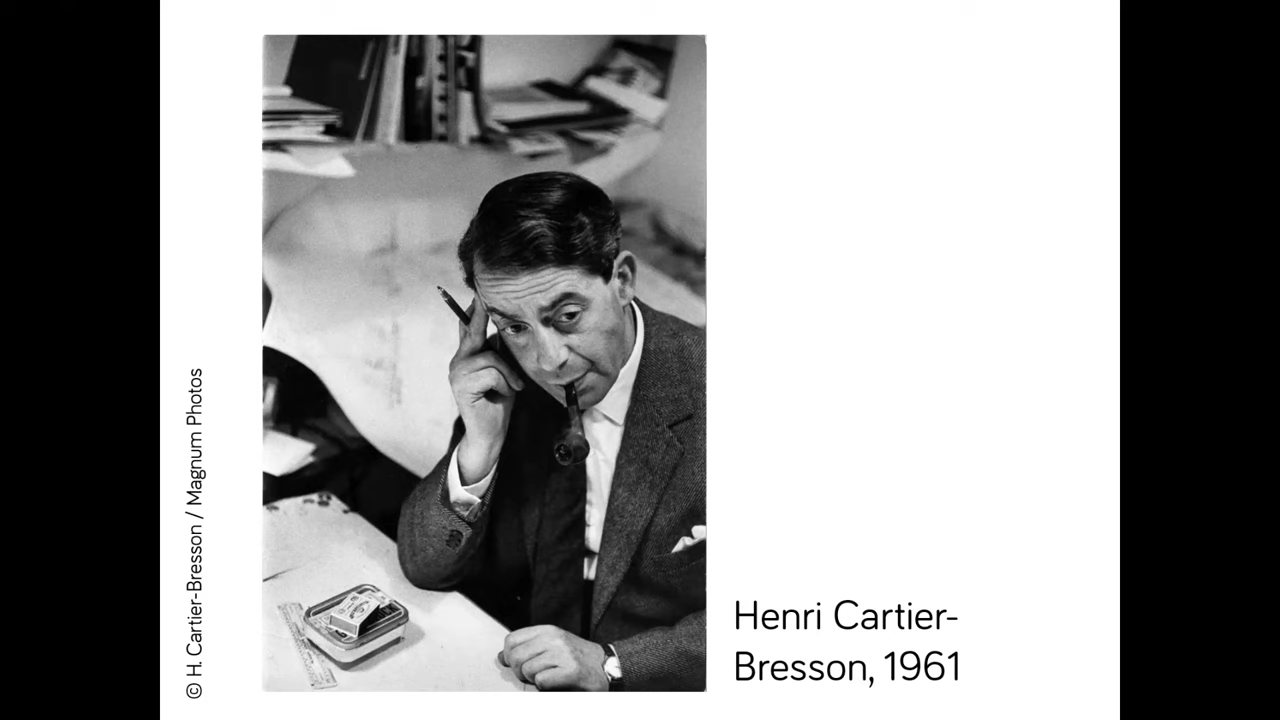 © H. Cartier-Bresson / Magnum Photos
Henri Cartier-
Bresson, 1961